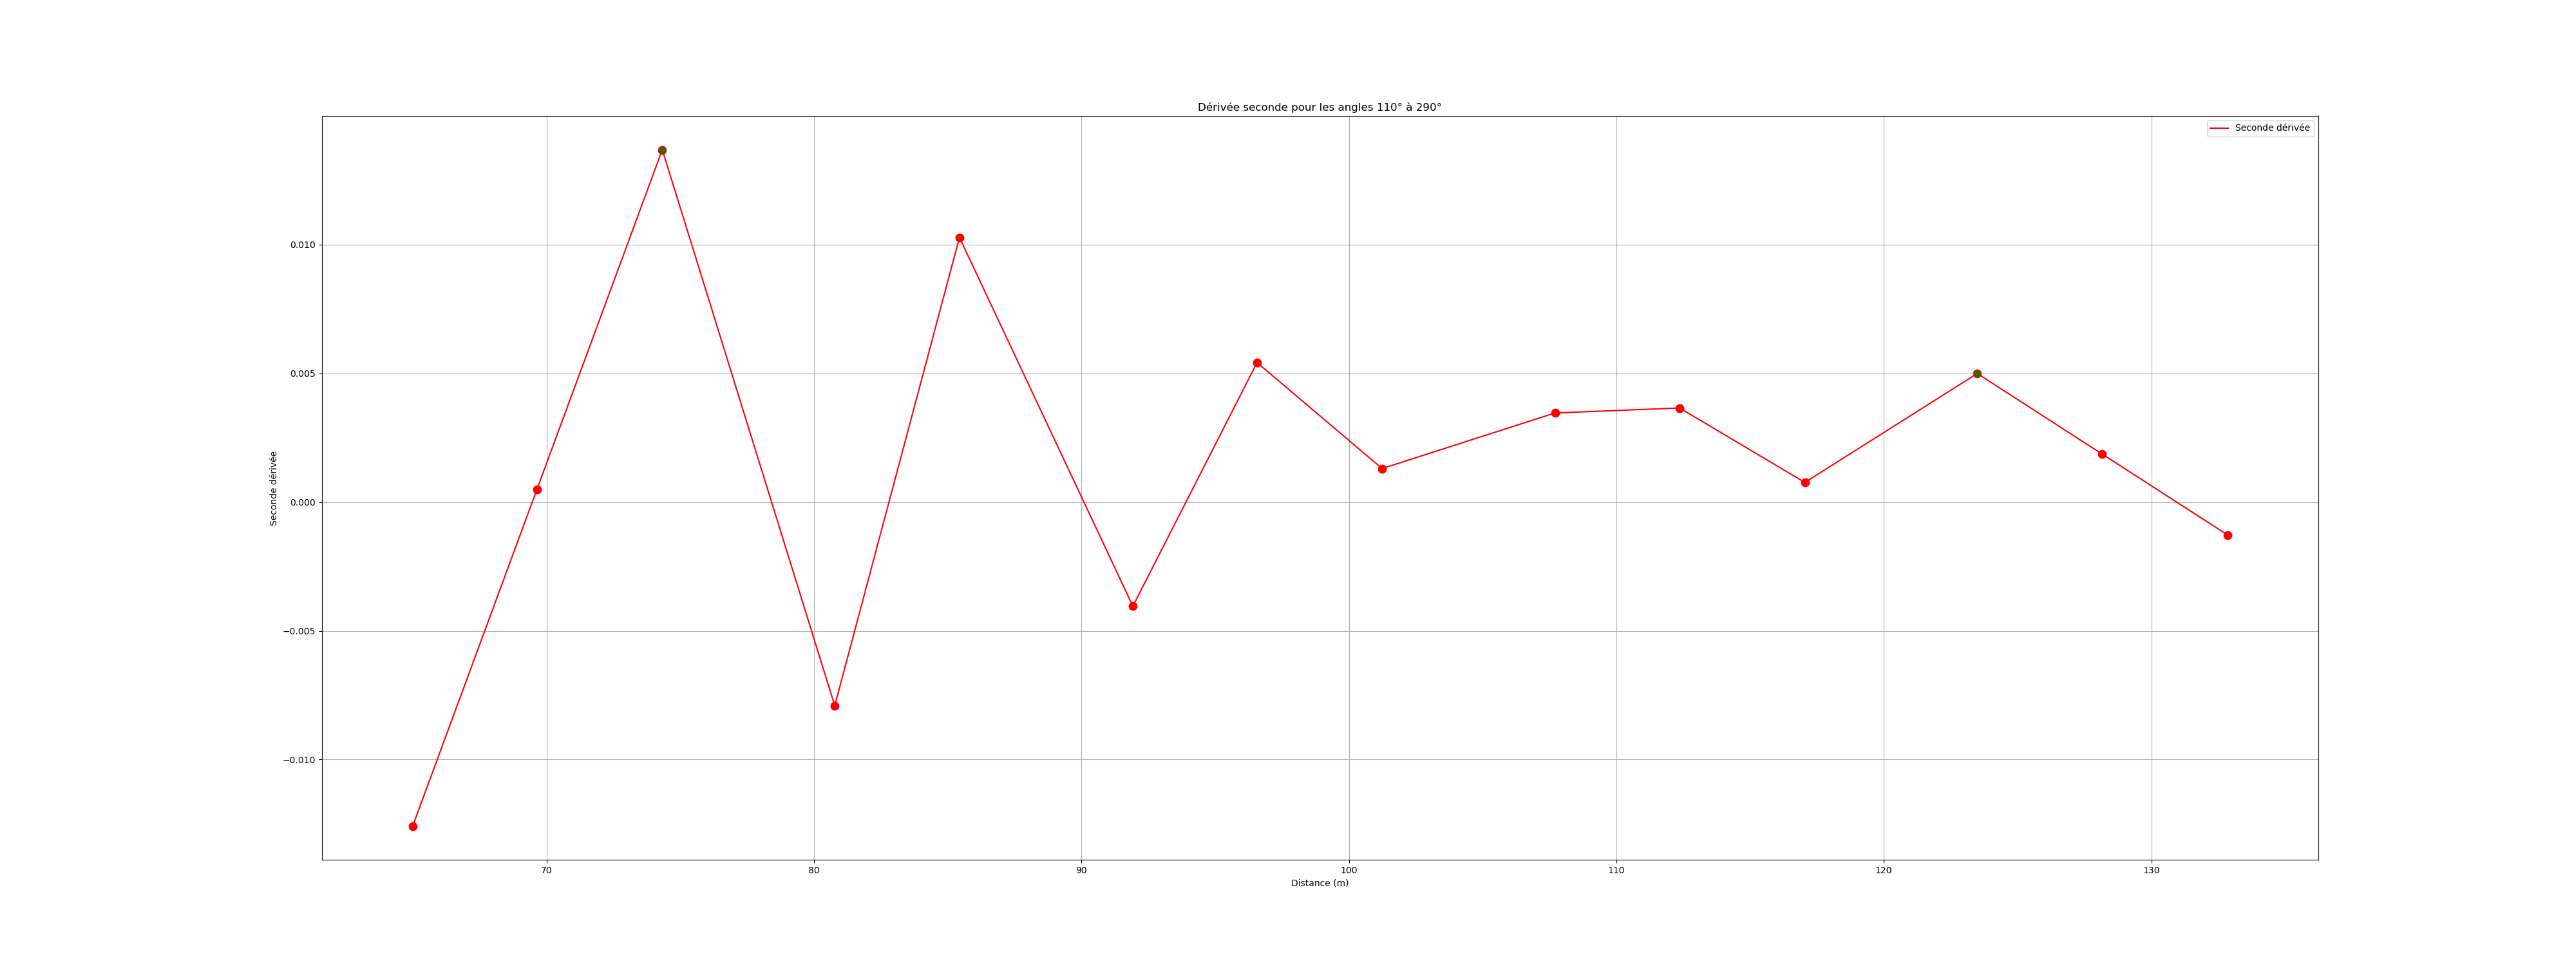 Dérivée seconde pour les angles 110° à 290°
Seconde dérivée
0.010
0.005
0.000
−0.005
−0.010
Seconde dérivée
70 80 90 100 110 120 130
Distance (m)